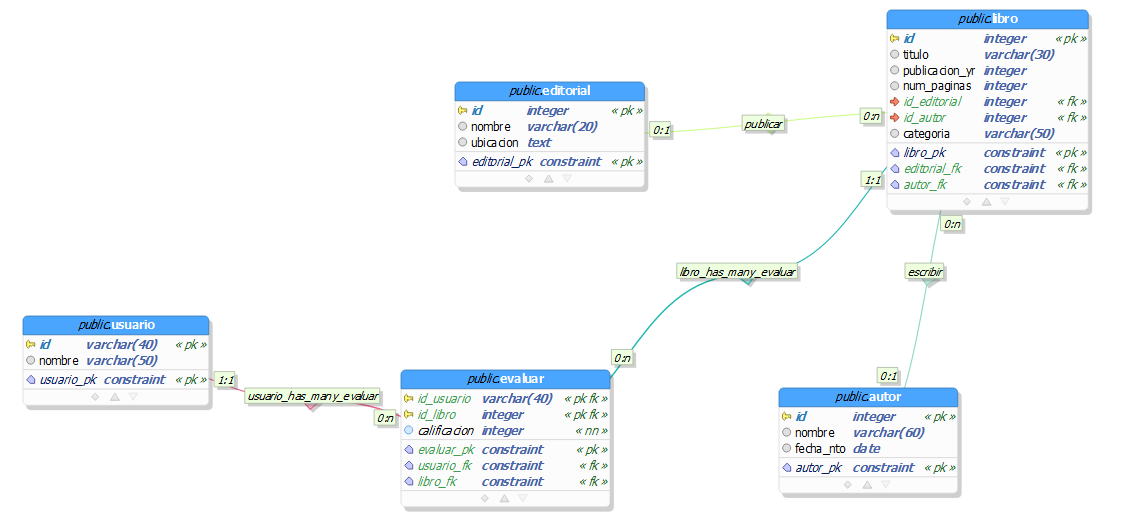 public.libro
id integer « pk »
titulo varchar(30)
publicacion_yr integer
num_paginas integer
id_editorial integer « fk »
id_autor integer « fk »
categoria varchar(50)
libro_pk constraint « pk »
editorial_fk constraint « fk »
autor_fk constraint « fk »
public.editorial
id integer « pk »
nombre varchar(20)
ubicacion text
editorial_pk constraint « pk »
0:1
publicar
0:n
1:1
libro_has_many_evaluar
0:n
0:n
escribir
0:1
public.usuario
id varchar(40) « pk »
nombre varchar(50)
usuario_pk constraint « pk »
1:1
usuario_has_many_evaluar
0:n
public.evaluar
id_usuario varchar(40) « pk fk »
id_libro integer « pk fk »
calificacion integer « nn »
evaluar_pk constraint « pk »
usuario_fk constraint « fk »
libro_fk constraint « fk »
public.autor
id integer « pk »
nombre varchar(60)
fecha_nto date
autor_pk constraint « pk »